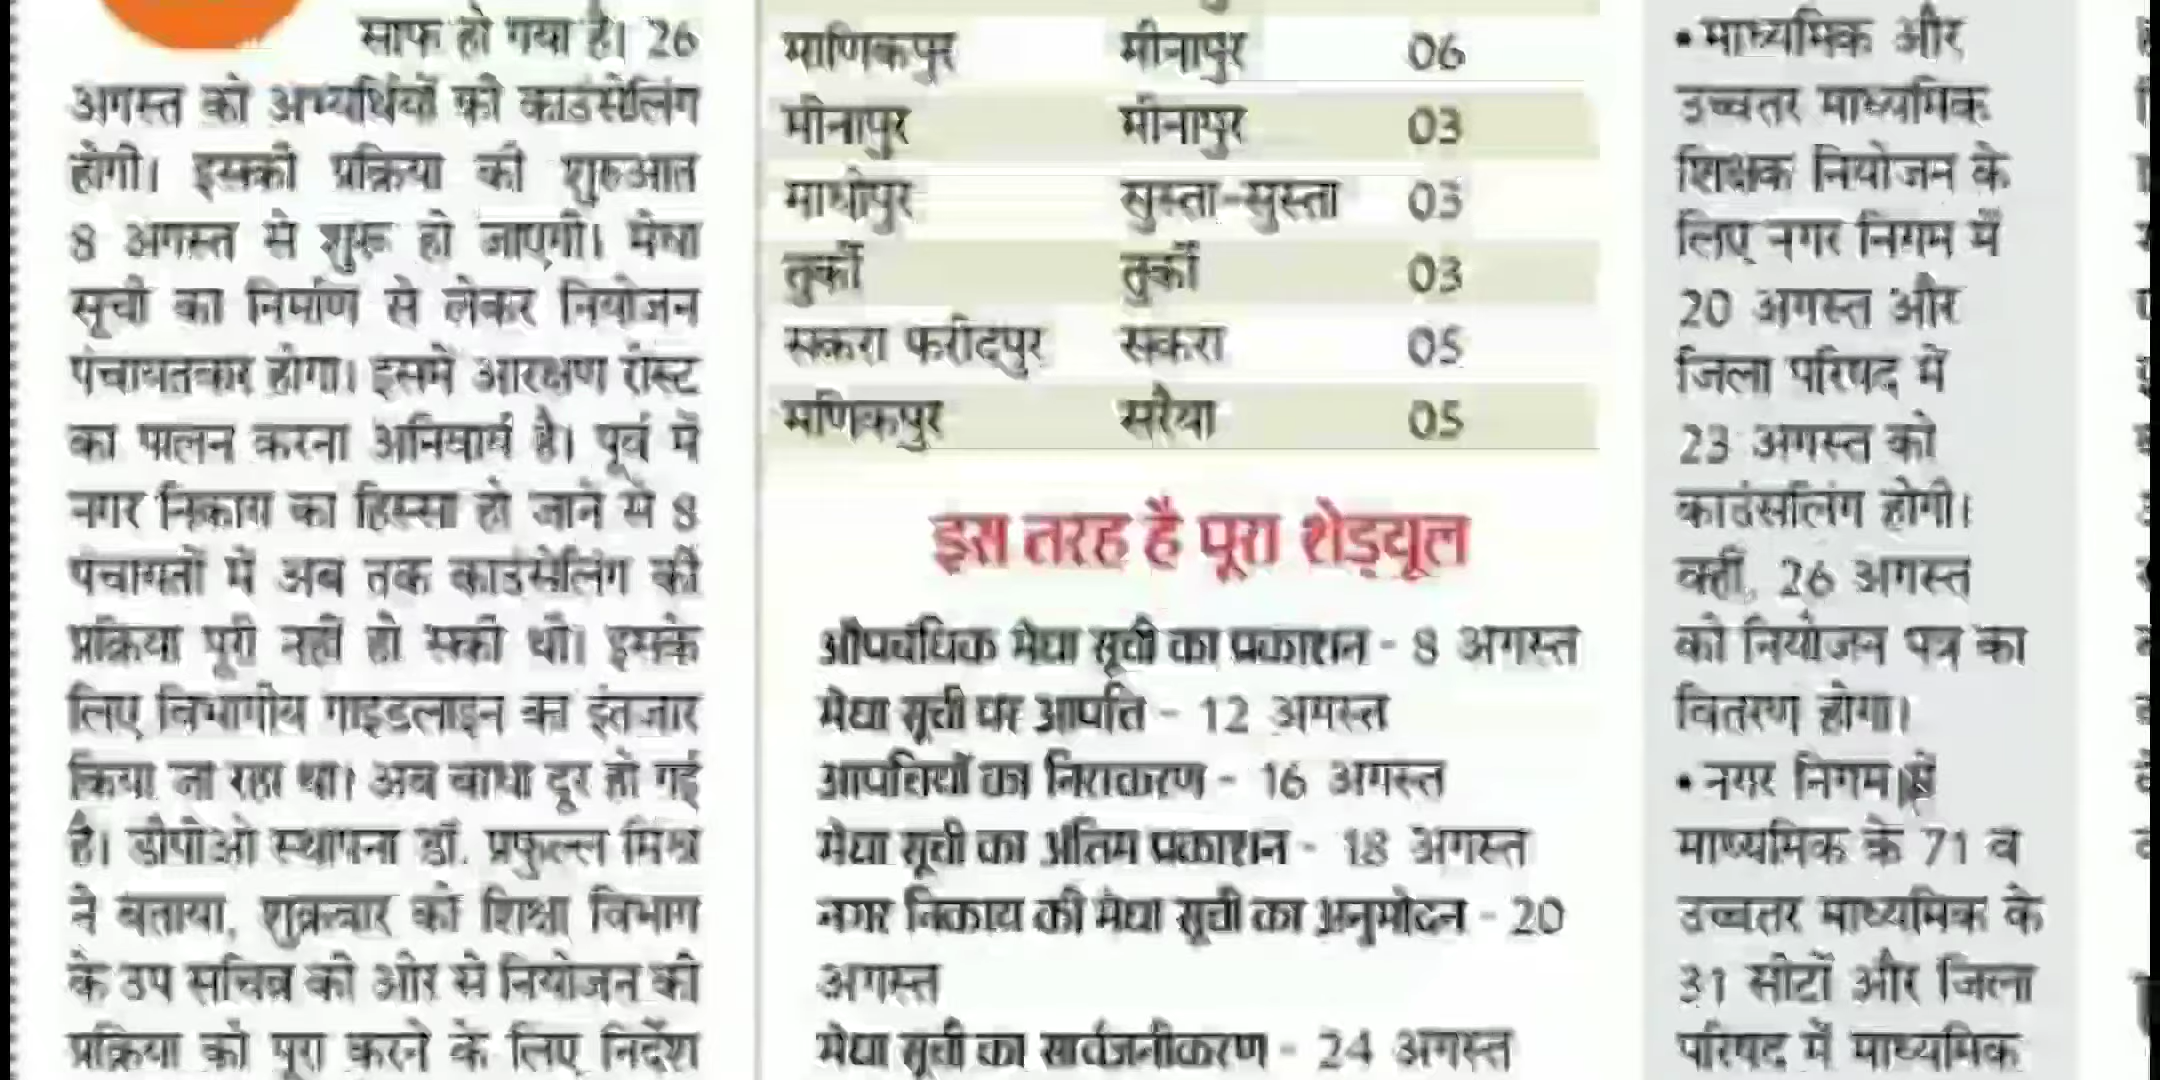 साफ हो गया है। 26
अगस्त को अभ्यर्थियों की काउंसेलिंग
होगी। इसकी प्रक्रिया की शुरुआत
8 अगस्त से शुरू हो जाएगी। मेधा
सूची का निर्माण से लेकर नियोजन
पंचायतवार होगा। इसमें आरक्षण रोस्टर
का पालन करना अनिवार्य है। पूर्व में
नगर निकाय का हिस्सा हो जाने से 8
पंचायतों में अब तक काउंसेलिंग की
प्रक्रिया पूरी नहीं हो सकी थी। इसके
लिए विभागीय गाइडलाइन का इंतजार
किया जा रहा था। अब बाधा दूर हो गई
है। डीपीओ स्थापना डॉ. प्रफुल्ल मिश्र
ने बताया, शुक्रवार को शिक्षा विभाग
के उप सचिव की ओर से नियोजन की
प्रक्रिया को पूरा करने के लिए निर्देश
माणिकपुर मीनापुर 06
मीनापुर मीनापुर 03
माधोपुर सुस्ता-सुस्ता 03
तुर्की तुर्की 03
सकरा फरीदपुर सकरा 05
मणिकपुर सरैया 05
इस तरह है पूरा शेड्यूल
औपबंधिक मेधा सूची का प्रकाशन - 8 अगस्त
मेधा सूची पर आपत्ति - 12 अगस्त
आपत्तियों का निराकरण - 16 अगस्त
मेधा सूची का अंतिम प्रकाशन - 18 अगस्त
नगर निकाय की मेधा सूची का अनुमोदन - 20
अगस्त
मेधा सूची का सार्वजनीकरण - 24 अगस्त
• माध्यमिक और
उच्चतर माध्यमिक
शिक्षक नियोजन के
लिए नगर निगम में
20 अगस्त और
जिला परिषद में
23 अगस्त को
काउंसलिंग होगी।
वहीं, 26 अगस्त
को नियोजन पत्र का
वितरण होगा।
• नगर निगम में
माध्यमिक के 71 व
उच्चतर माध्यमिक के
31 सीटों और जिला
परिषद में माध्यमिक